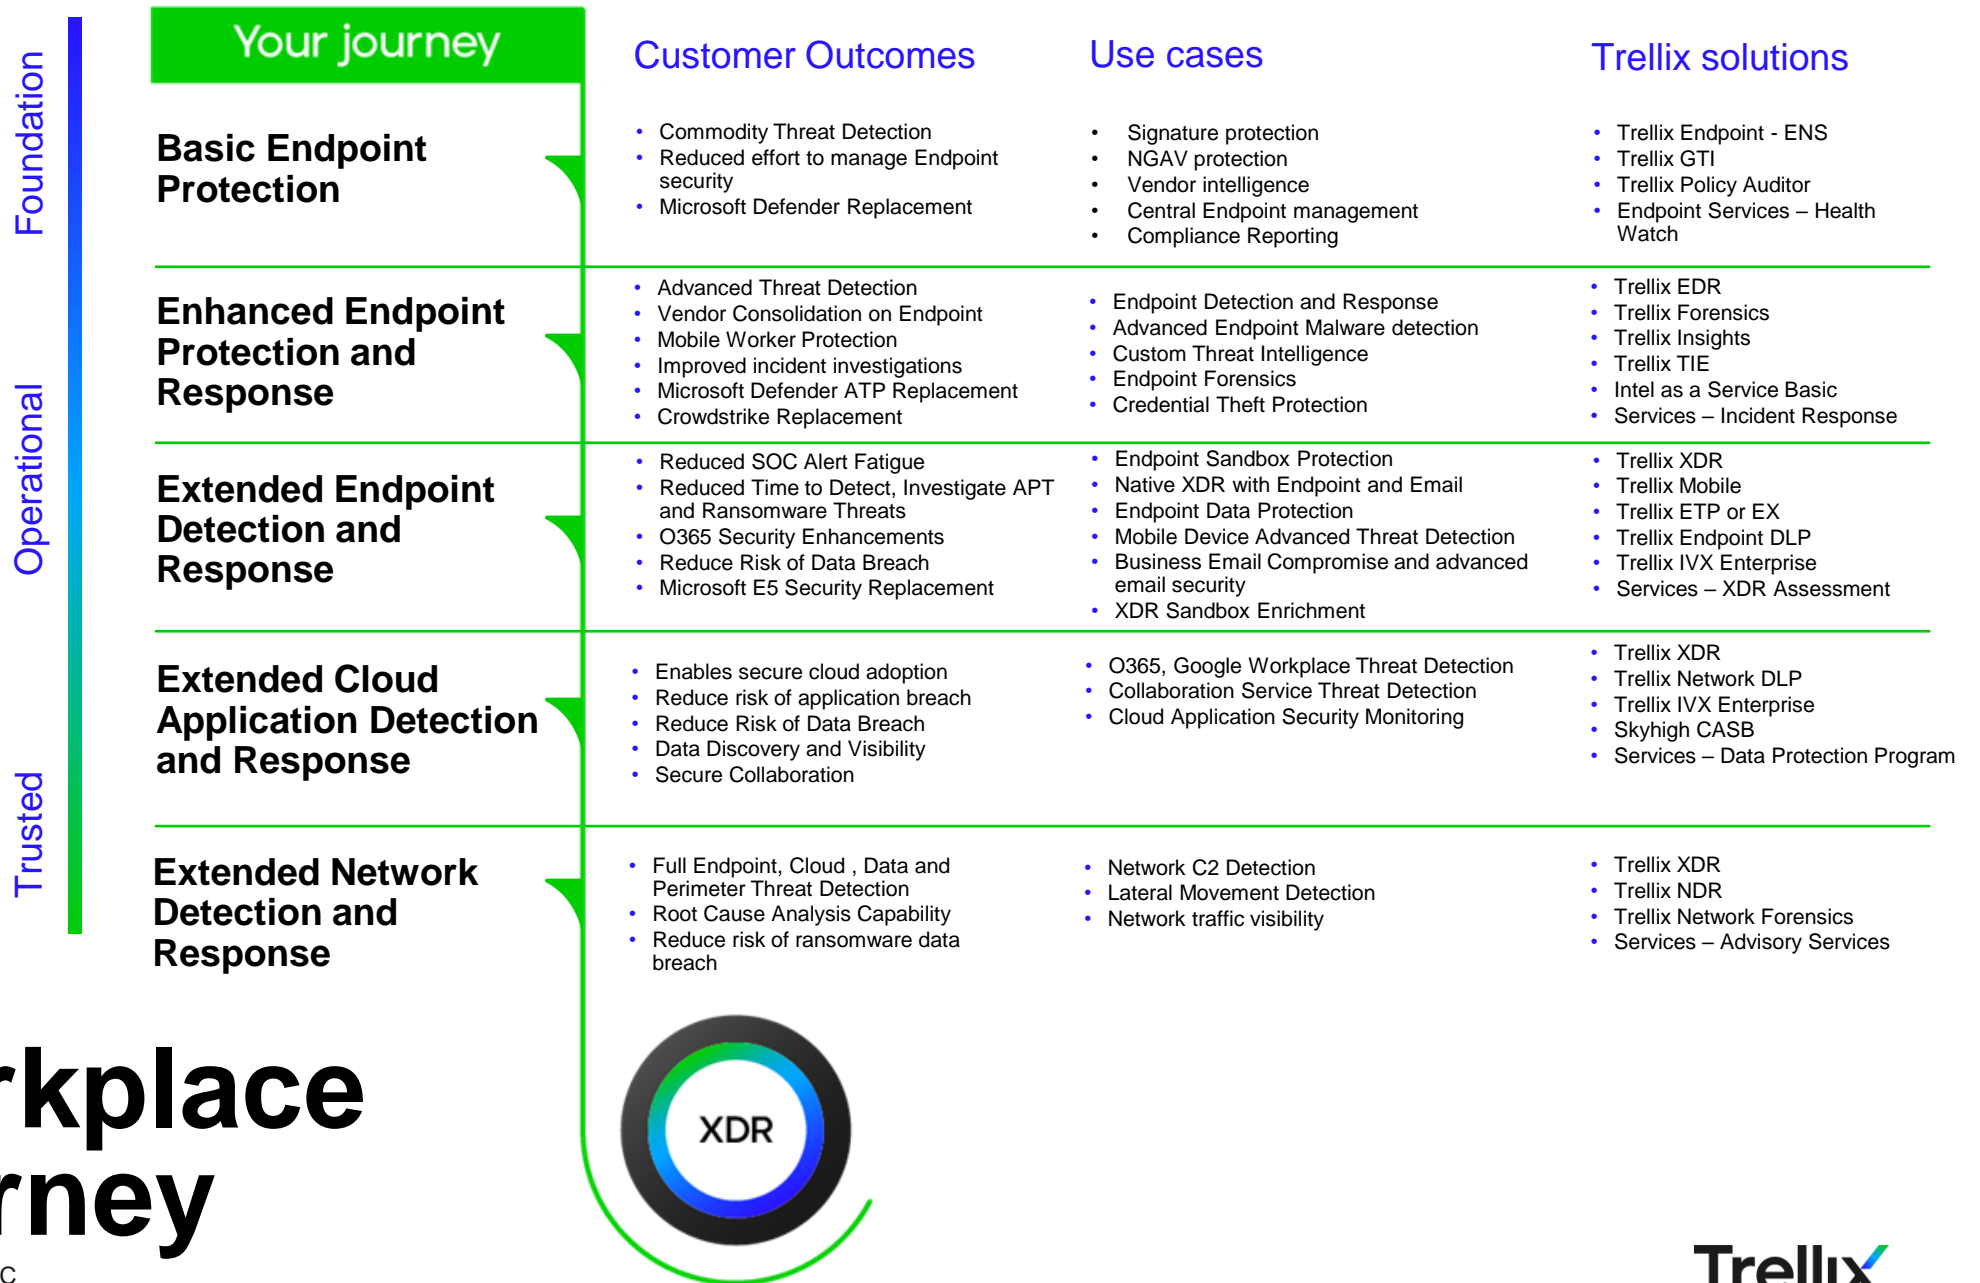 Your journey
Customer Outcomes
Use cases
Trellix solutions
Foundation
Operational
Trusted
Basic Endpoint
Protection
• Commodity Threat Detection
• Reduced effort to manage Endpoint
security
• Microsoft Defender Replacement
• Signature protection
• NGAV protection
• Vendor intelligence
• Central Endpoint management
• Compliance Reporting
• Trellix Endpoint - ENS
• Trellix GTI
• Trellix Policy Auditor
• Endpoint Services – Health
Watch
Enhanced Endpoint
Protection and
Response
• Advanced Threat Detection
• Vendor Consolidation on Endpoint
• Mobile Worker Protection
• Improved incident investigations
• Microsoft Defender ATP Replacement
• Crowdstrike Replacement
• Endpoint Detection and Response
• Advanced Endpoint Malware detection
• Custom Threat Intelligence
• Endpoint Forensics
• Credential Theft Protection
• Trellix EDR
• Trellix Forensics
• Trellix Insights
• Trellix TIE
• Intel as a Service Basic
• Services – Incident Response
Extended Endpoint
Detection and
Response
• Reduced SOC Alert Fatigue
• Reduced Time to Detect, Investigate APT
and Ransomware Threats
• O365 Security Enhancements
• Reduce Risk of Data Breach
• Microsoft E5 Security Replacement
• Endpoint Sandbox Protection
• Native XDR with Endpoint and Email
• Endpoint Data Protection
• Mobile Device Advanced Threat Detection
• Business Email Compromise and advanced
email security
• XDR Sandbox Enrichment
• Trellix XDR
• Trellix Mobile
• Trellix ETP or EX
• Trellix Endpoint DLP
• Trellix IVX Enterprise
• Services – XDR Assessment
Extended Cloud
Application Detection
and Response
• Enables secure cloud adoption
• Reduce risk of application breach
• Reduce Risk of Data Breach
• Data Discovery and Visibility
• Secure Collaboration
• O365, Google Workplace Threat Detection
• Collaboration Service Threat Detection
• Cloud Application Security Monitoring
• Trellix XDR
• Trellix Network DLP
• Trellix IVX Enterprise
• Skyhigh CASB
• Services – Data Protection Program
Extended Network
Detection and
Response
• Full Endpoint, Cloud , Data and
Perimeter Threat Detection
• Root Cause Analysis Capability
• Reduce risk of ransomware data
breach
• Network C2 Detection
• Lateral Movement Detection
• Network traffic visibility
• Trellix XDR
• Trellix NDR
• Trellix Network Forensics
• Services – Advisory Services
XDR
rkplace
rney
C
Trellix